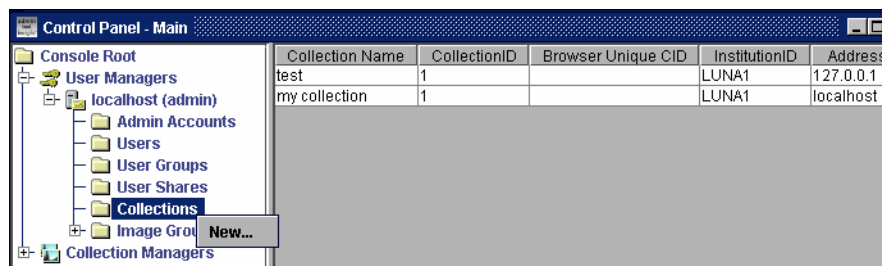 Control Panel - Main
Console Root
User Managers
localhost (admin)
Admin Accounts
Users
User Groups
User Shares
Collections
Image Grou
New...
Collection Managers
Collection Name CollectionID Browser Unique CID InstitutionID Address
test 1 LUNA1 127.0.0.1
my collection 1 LUNA1 localhost